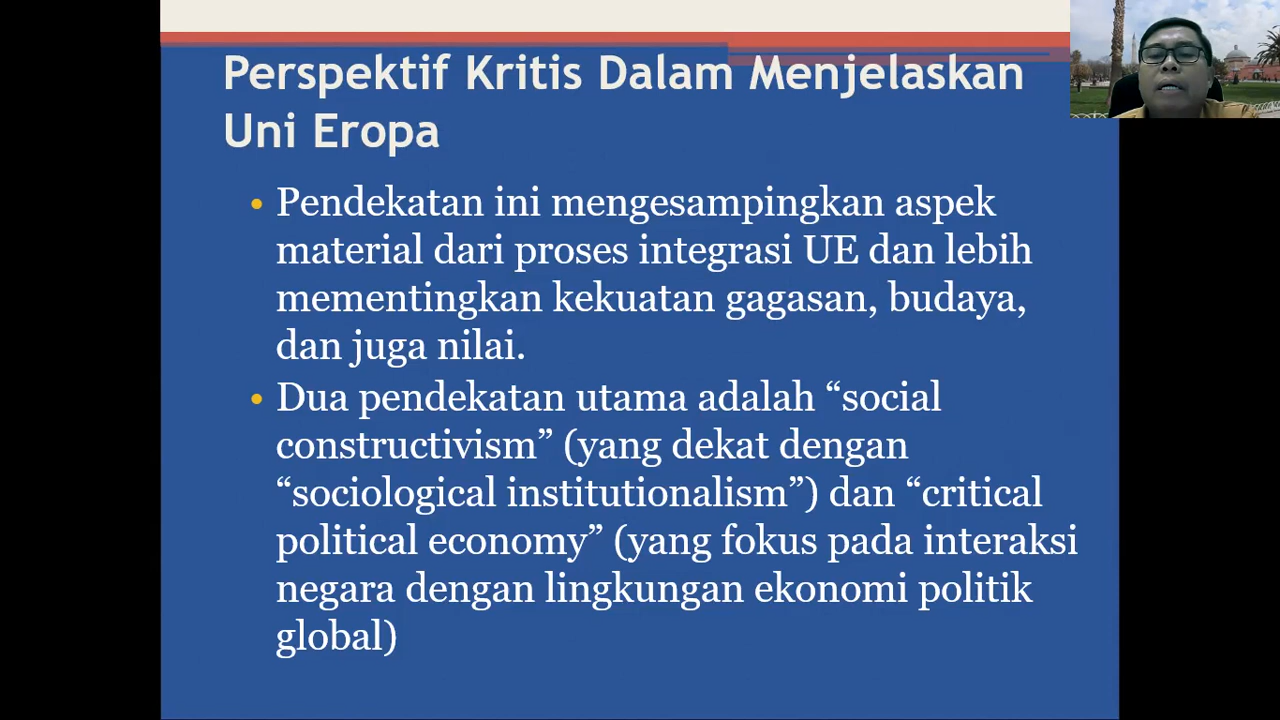 Perspektif Kritis Dalam Menjelaskan
Uni Eropa
• Pendekatan ini mengesampingkan aspek
material dari proses integrasi UE dan lebih
mementingkan kekuatan gagasan, budaya,
dan juga nilai.
• Dua pendekatan utama adalah “social
constructivism” (yang dekat dengan
“sociological institutionalism”) dan “critical
political economy” (yang fokus pada interaksi
negara dengan lingkungan ekonomi politik
global)